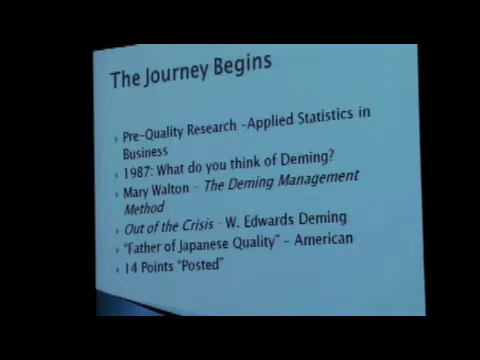 The Journey Begins
Pre-Quality Research -Applied Statistics in
Business
1987: What do you think of Deming?
Mary Walton - The Deming Management
Method
Out of the Crisis - W. Edwards Deming
"Father of Japanese Quality" - American
14 Points "Posted"